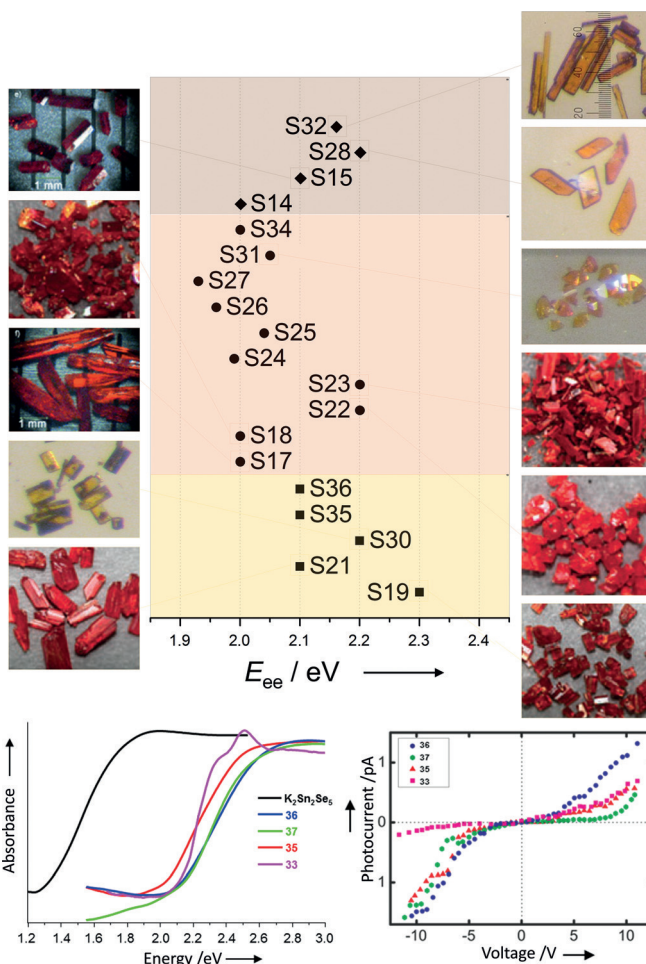 e)
1 mm
f)
1 mm
60
40
20
S32
S28
S15
S14
S34
S31
S27
S26
S25
S24
S23
S22
S18
S17
S36
S35
S30
S21
S19
1.9 2.0 2.1 2.2 2.3 2.4
E_ee / eV
Absorbance
K₂Sn₂Se₅
36
37
35
33
1.2 1.4 1.6 1.8 2.0 2.2 2.4 2.6 2.8 3.0
Energy /eV
Photocurrent /pA
36
37
35
33
1
0
1
-10 -5 0 5 10
Voltage /V